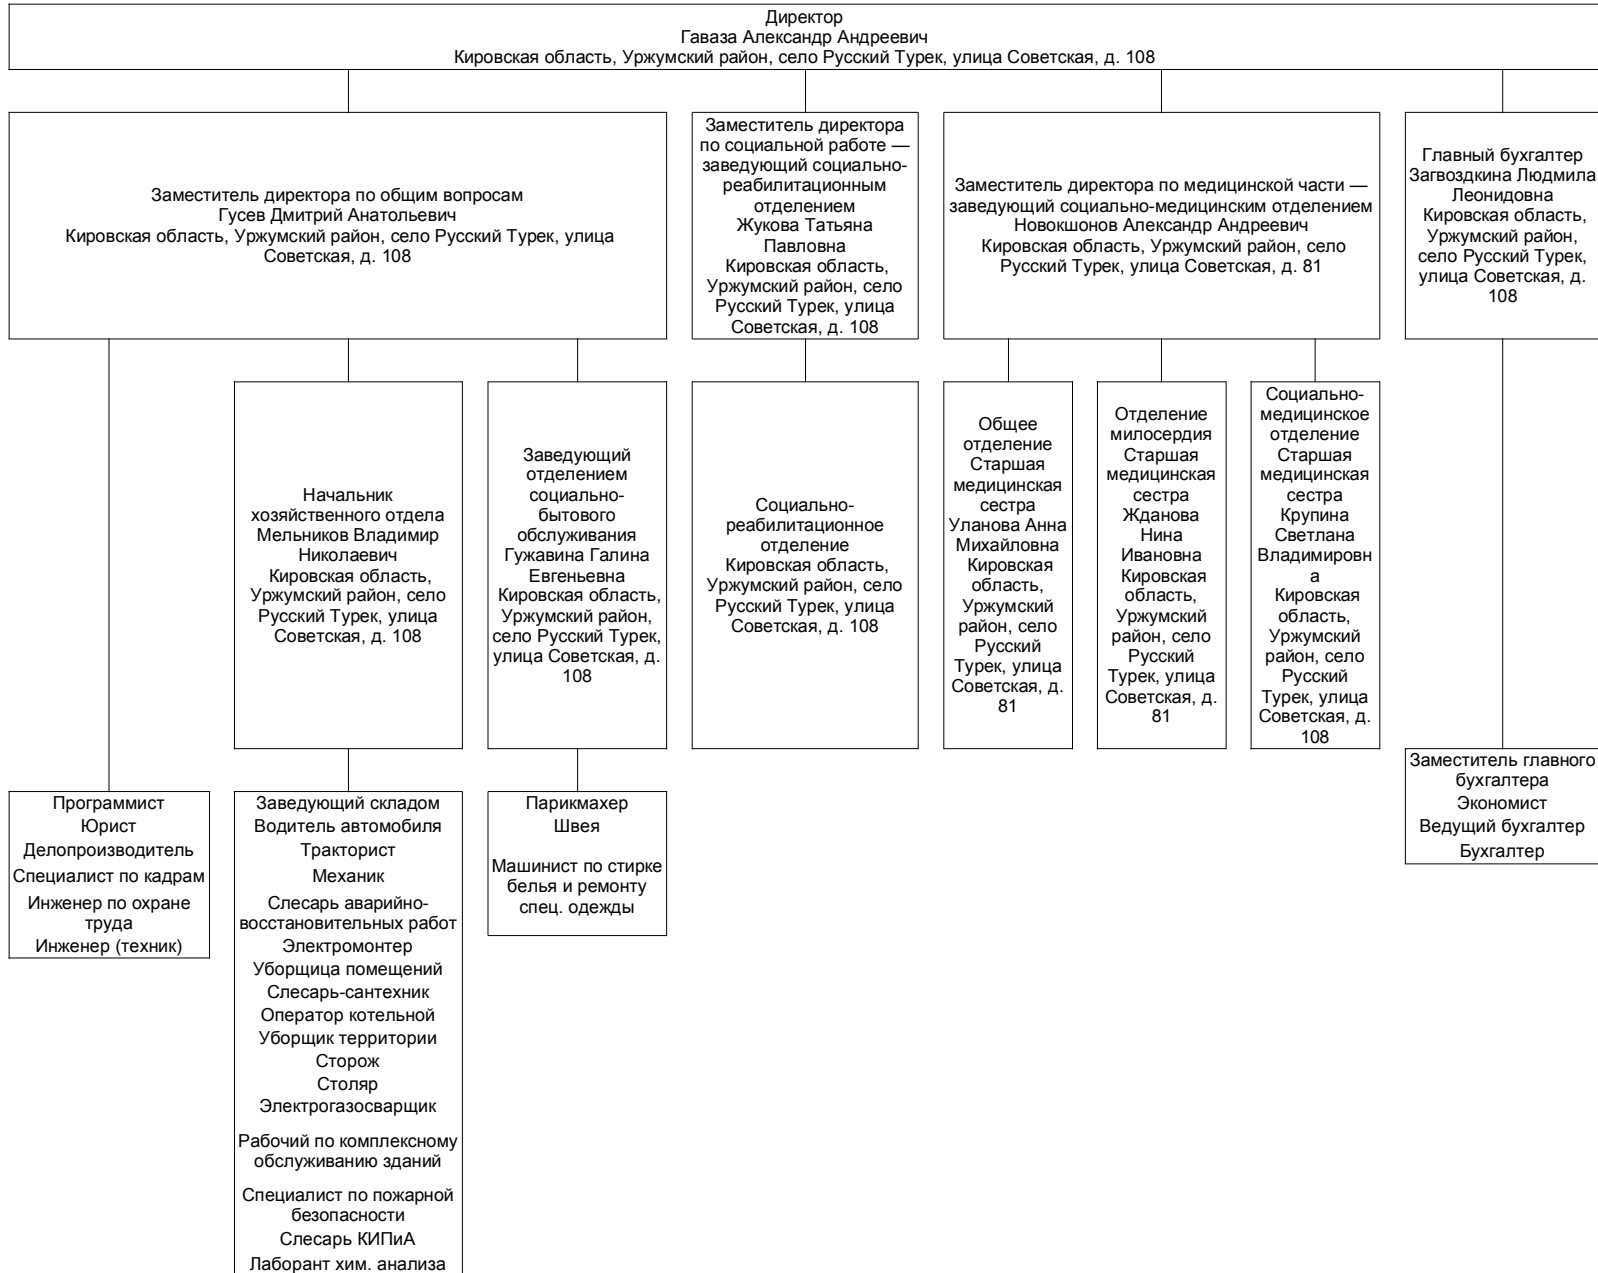 Директор
Гаваза Александр Андреевич
Кировская область, Уржумский район, село Русский Турек, улица Советская, д. 108
Заместитель директора по общим вопросам
Гусев Дмитрий Анатольевич
Кировская область, Уржумский район, село Русский Турек, улица
Советская, д. 108
Заместитель директора
по социальной работе —
заведующий социально-
реабилитационным
отделением
Жукова Татьяна
Павловна
Кировская область,
Уржумский район, село
Русский Турек, улица
Советская, д. 108
Заместитель директора по медицинской части —
заведующий социально-медицинским отделением
Новокшонов Александр Андреевич
Кировская область, Уржумский район, село
Русский Турек, улица Советская, д. 81
Главный бухгалтер
Загвоздкина Людмила
Леонидовна
Кировская область,
Уржумский район,
село Русский Турек,
улица Советская, д.
108
Начальник
хозяйственного отдела
Мельников Владимир
Николаевич
Кировская область,
Уржумский район, село
Русский Турек, улица
Советская, д. 108
Заведующий
отделением
социально-
бытового
обслуживания
Гужавина Галина
Евгеньевна
Кировская область,
Уржумский район,
село Русский Турек,
улица Советская, д.
108
Социально-
реабилитационное
отделение
Кировская область,
Уржумский район, село
Русский Турек, улица
Советская, д. 108
Общее
отделение
Старшая
медицинская
сестра
Уланова Анна
Михайловна
Кировская
область,
Уржумский
район, село
Русский
Турек, улица
Советская, д.
81
Отделение
милосердия
Старшая
медицинская
сестра
Жданова
Нина
Ивановна
Кировская
область,
Уржумский
район, село
Русский
Турек, улица
Советская, д.
81
Социально-
медицинское
отделение
Старшая
медицинская
сестра
Крупина
Светлана
Владимировн
а
Кировская
область,
Уржумский
район, село
Русский
Турек, улица
Советская, д.
108
Программист
Юрист
Делопроизводитель
Специалист по кадрам
Инженер по охране
труда
Инженер (техник)
Заведующий складом
Водитель автомобиля
Тракторист
Механик
Слесарь аварийно-
восстановительных работ
Электромонтер
Уборщица помещений
Слесарь-сантехник
Оператор котельной
Уборщик территории
Сторож
Столяр
Электрогазосварщик
Рабочий по комплексному
обслуживанию зданий
Специалист по пожарной
безопасности
Слесарь КИПиА
Лаборант хим. анализа
Парикмахер
Швея
Машинист по стирке
белья и ремонту
спец. одежды
Заместитель главного
бухгалтера
Экономист
Ведущий бухгалтер
Бухгалтер